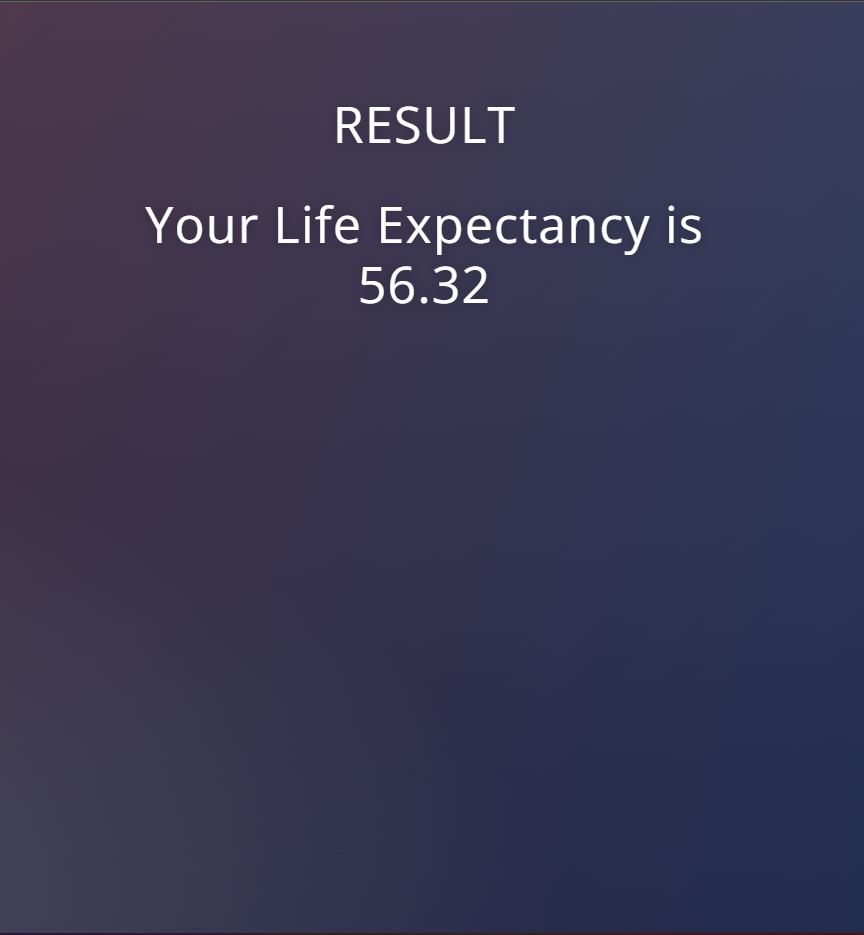 RESULT
Your Life Expectancy is
56.32